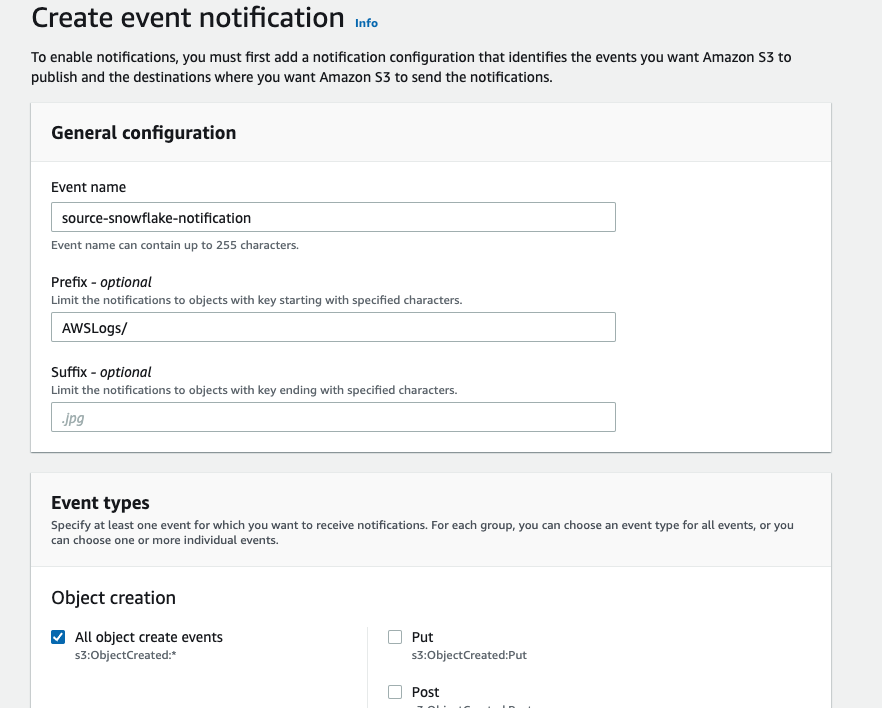 Create event notification Info
To enable notifications, you must first add a notification configuration that identifies the events you want Amazon S3 to
publish and the destinations where you want Amazon S3 to send the notifications.
General configuration
Event name
source-snowflake-notification
Event name can contain up to 255 characters.
Prefix - optional
Limit the notifications to objects with key starting with specified characters.
AWSLogs/
Suffix - optional
Limit the notifications to objects with key ending with specified characters.
.jpg
Event types
Specify at least one event for which you want to receive notifications. For each group, you can choose an event type for all events, or you
can choose one or more individual events.
Object creation
All object create events
s3:ObjectCreated:*
Put
s3:ObjectCreated:Put
Post